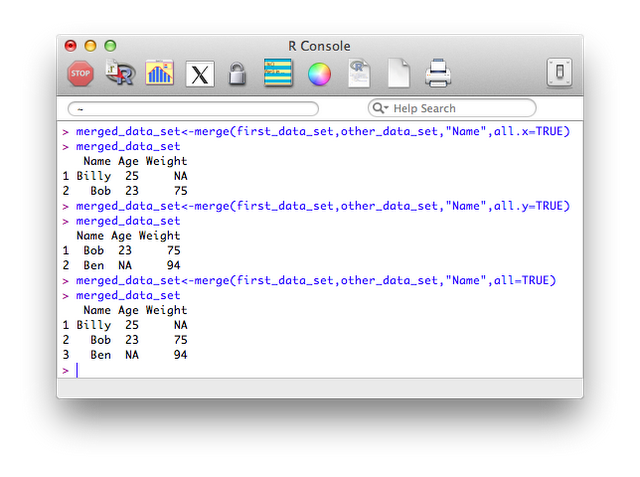 R Console
STOP
R
X
R
~
Help Search
> merged_data_set<-merge(first_data_set,other_data_set,"Name",all.x=TRUE)
> merged_data_set
Name Age Weight
1 Billy 25 NA
2 Bob 23 75
> merged_data_set<-merge(first_data_set,other_data_set,"Name",all.y=TRUE)
> merged_data_set
Name Age Weight
1 Bob 23 75
2 Ben NA 94
> merged_data_set<-merge(first_data_set,other_data_set,"Name",all=TRUE)
> merged_data_set
Name Age Weight
1 Billy 25 NA
2 Bob 23 75
3 Ben NA 94
>